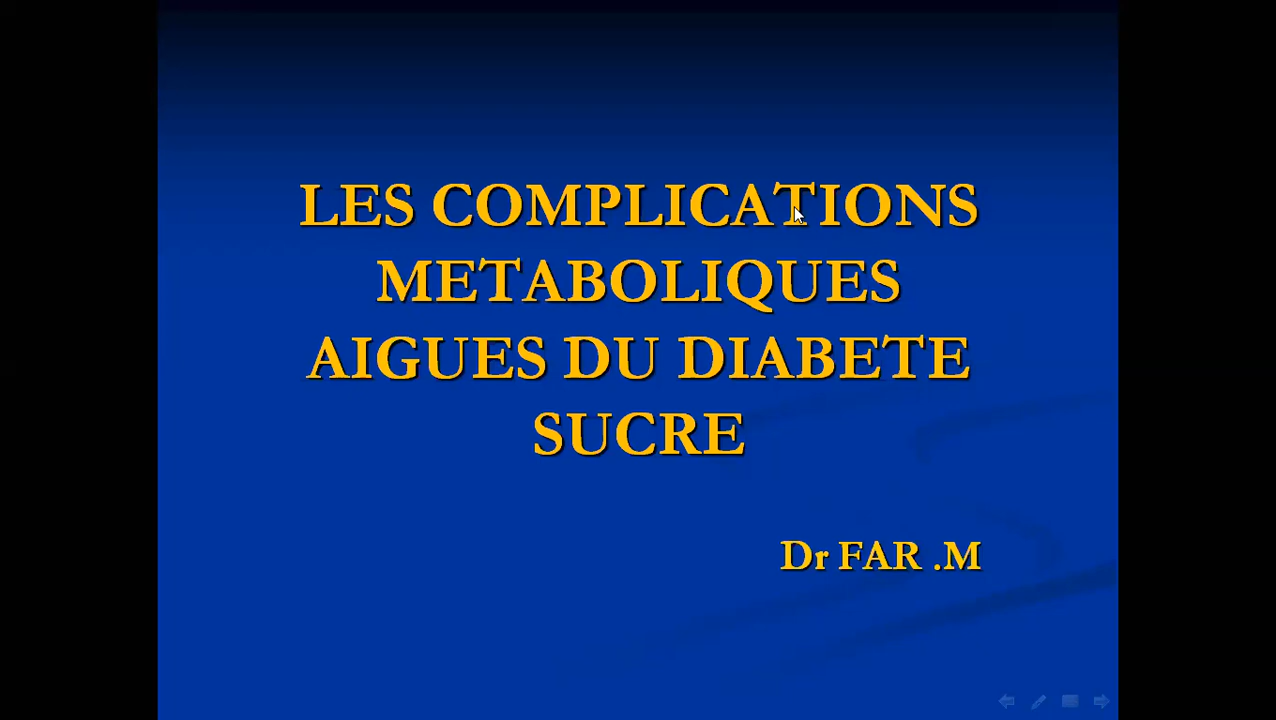 LES COMPLICATIONS
METABOLIQUES
AIGUES DU DIABETE
SUCRE
Dr FAR .M